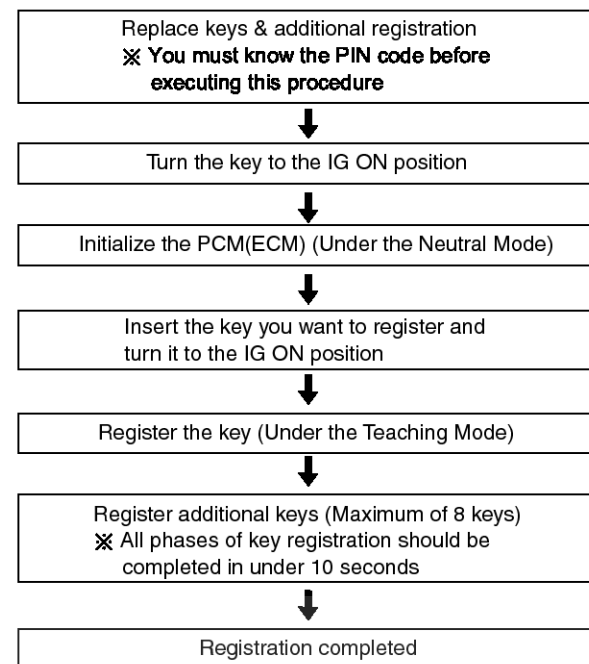 Replace keys & additional registration
※ You must know the PIN code before
executing this procedure
Turn the key to the IG ON position
Initialize the PCM(ECM) (Under the Neutral Mode)
Insert the key you want to register and
turn it to the IG ON position
Register the key (Under the Teaching Mode)
Register additional keys (Maximum of 8 keys)
※ All phases of key registration should be
completed in under 10 seconds
Registration completed